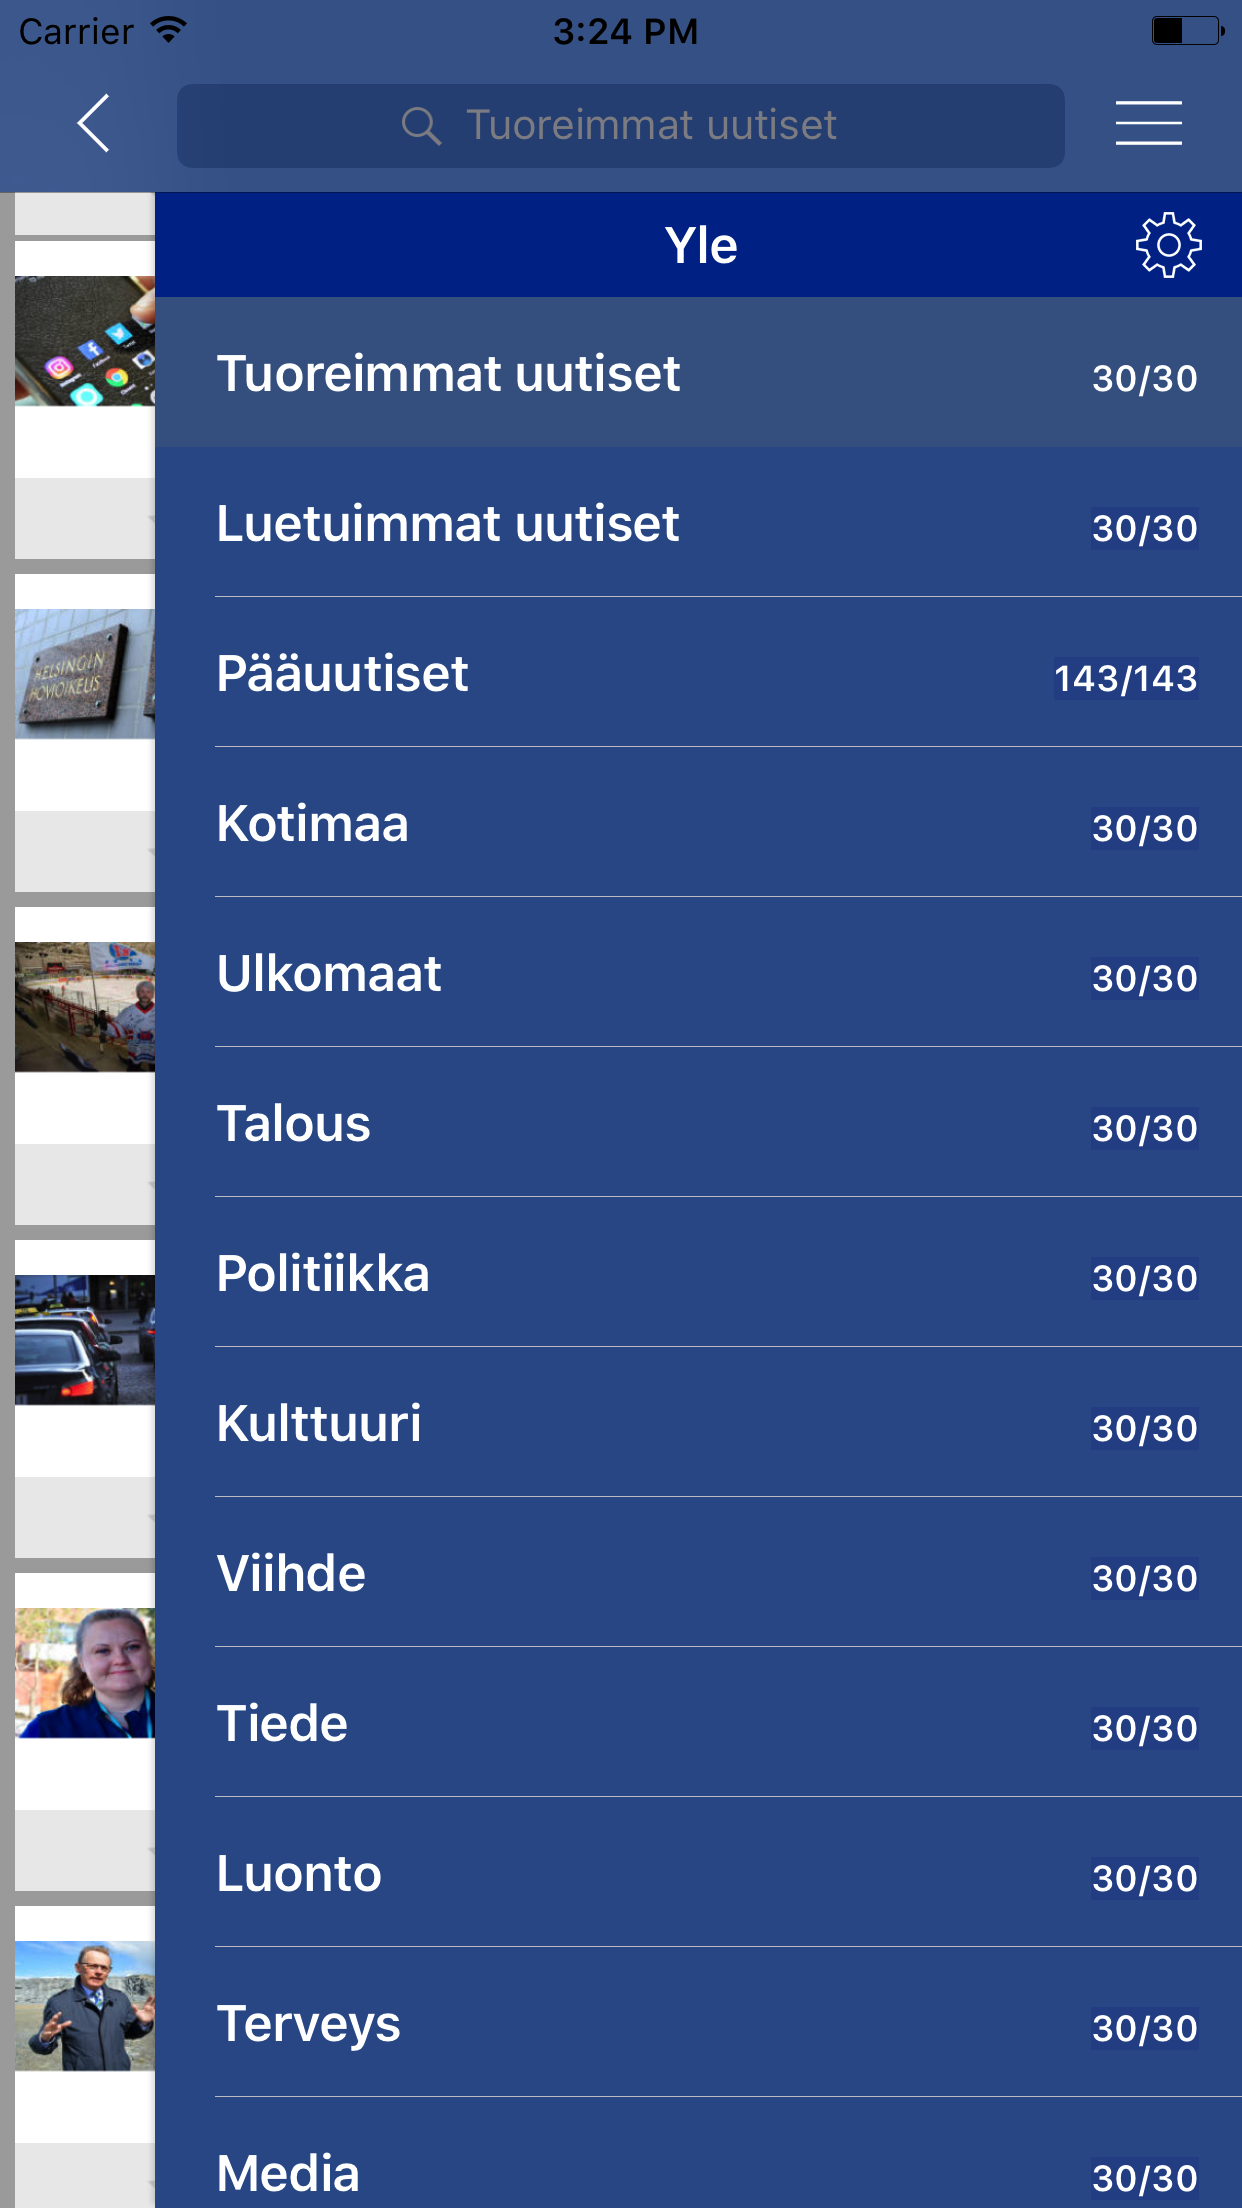 Carrier 3:24 PM
Tuoreimmat uutiset
Yle
Tuoreimmat uutiset 30/30
Luetuimmat uutiset 30/30
Pääuutiset 143/143
Kotimaa 30/30
Ulkomaat 30/30
Talous 30/30
Politiikka 30/30
Kulttuuri 30/30
Viihde 30/30
Tiede 30/30
Luonto 30/30
Terveys 30/30
Media 30/30
HELSINGIN
HOVIOIKEUS